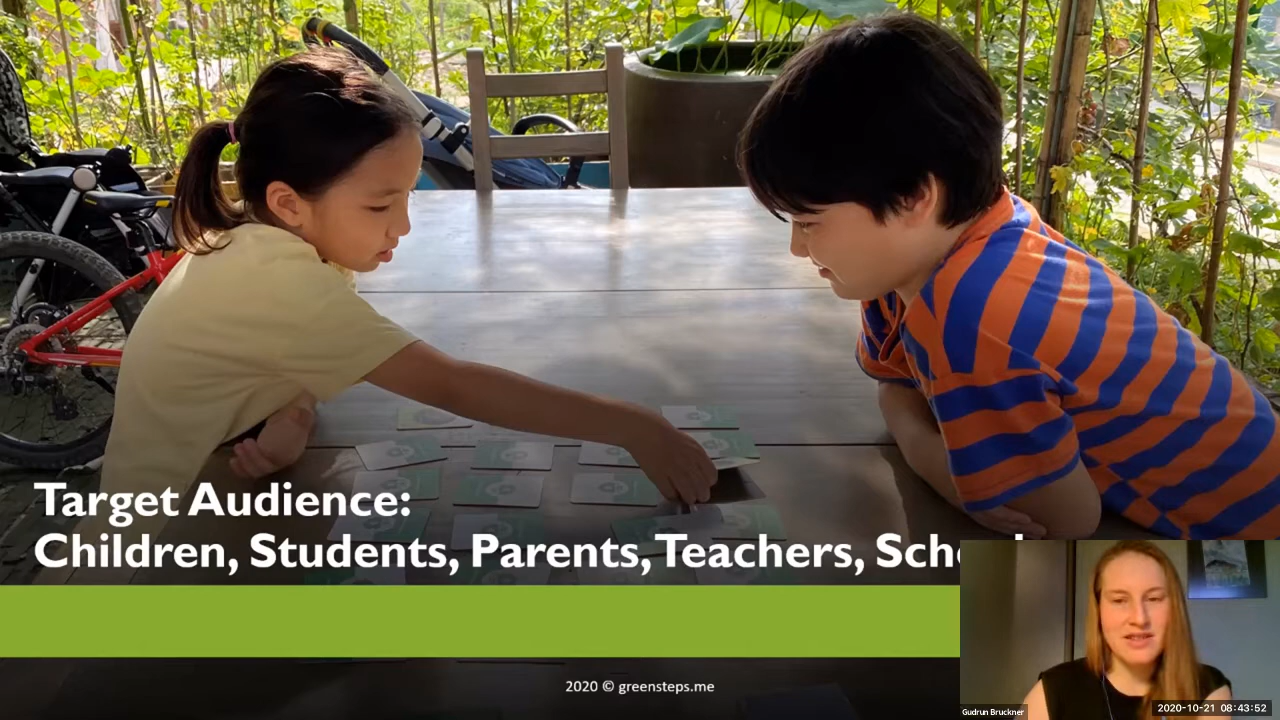 Target Audience:
Children, Students, Parents, Teachers,
2020 © greensteps.me
Gudrun Bruckner
2020-10-21 08:43:52